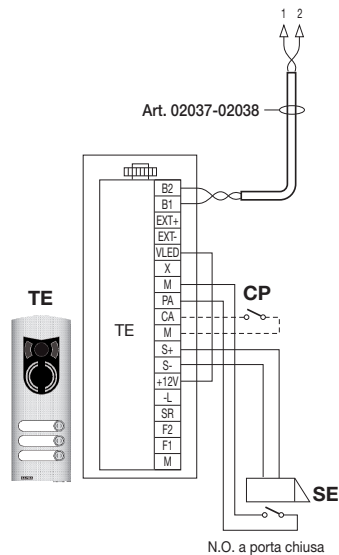 1 2
Art. 02037-02038
B2
B1
EXT+
EXT-
VLED
X
M
PA
CA
M
S+
S-
+12V
-L
SR
F2
F1
M
TE
TE
CP
SE
N.O. a porta chiusa